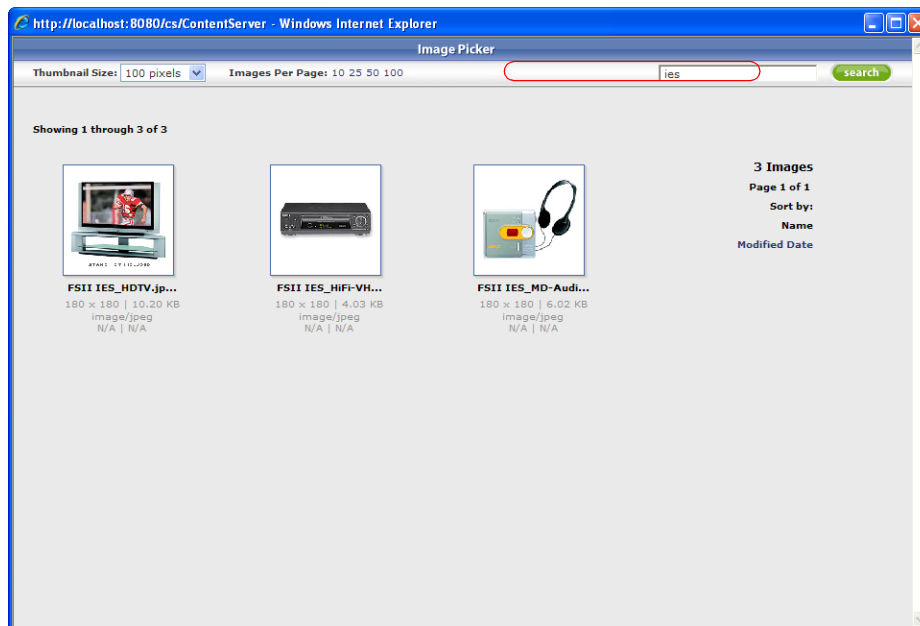 http://localhost:8080/cs/ContentServer - Windows Internet Explorer
Image Picker
Thumbnail Size: 100 pixels Images Per Page: 10 25 50 100 ies search
Showing 1 through 3 of 3
3 Images
Page 1 of 1
Sort by:
Name
Modified Date
FSII IES_HDTV.jp... FSII IES_HiFi-VH... FSII IES_MD-Audi...
180 x 180 | 10.20 KB 180 x 180 | 4.03 KB 180 x 180 | 6.02 KB
image/jpeg image/jpeg image/jpeg
N/A | N/A N/A | N/A N/A | N/A